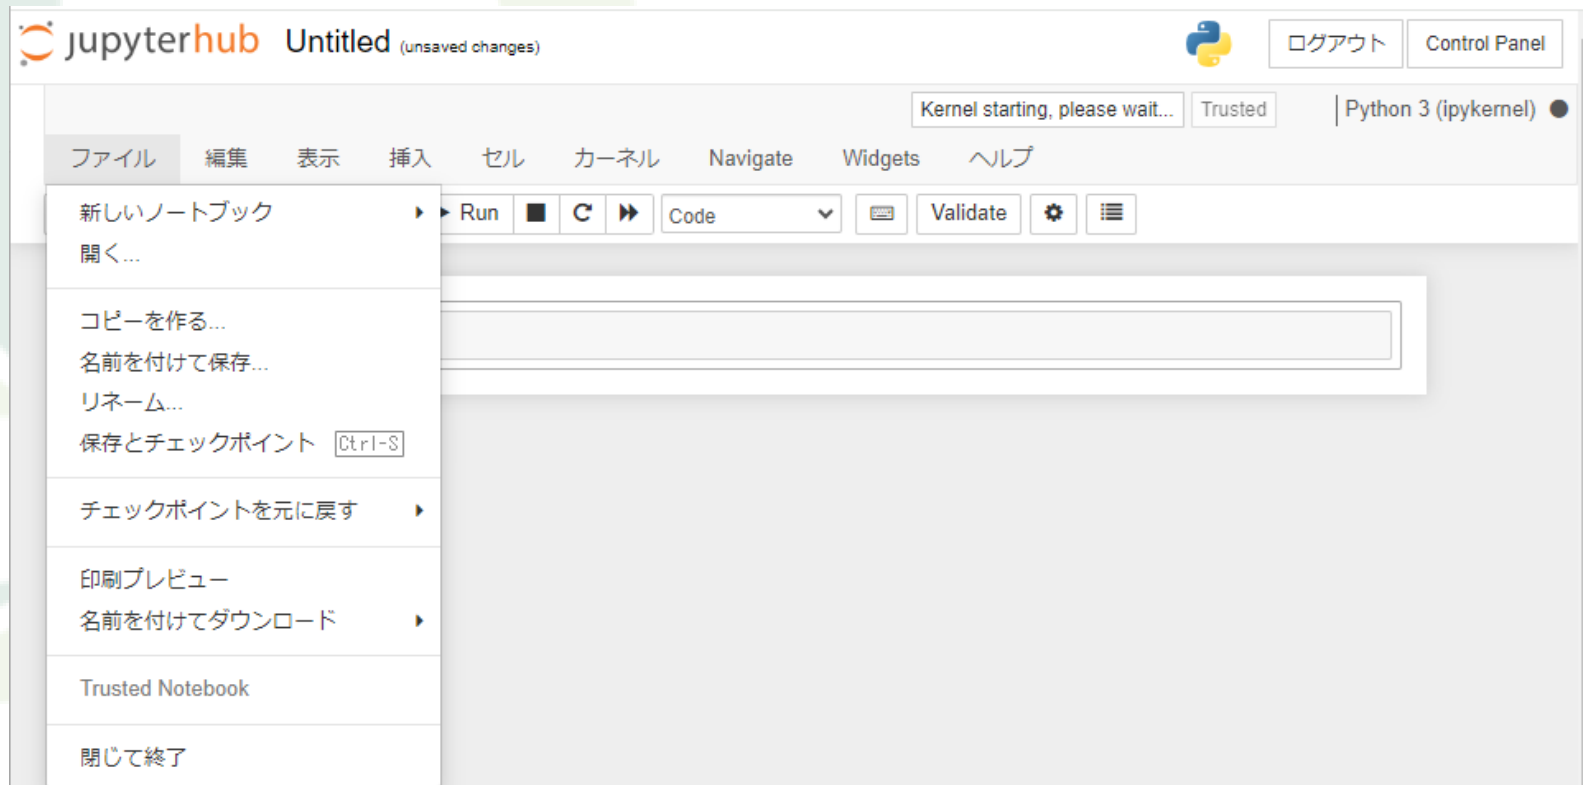 jupyterhub Untitled (unsaved changes) ログアウト Control Panel
Kernel starting, please wait... Trusted Python 3 (ipykernel)
ファイル 編集 表示 挿入 セル カーネル Navigate Widgets ヘルプ
Run Code Validate
新しいノートブック
開く...
コピーを作る...
名前を付けて保存...
リネーム...
保存とチェックポイント Ctrl-S
チェックポイントを元に戻す
印刷プレビュー
名前を付けてダウンロード
Trusted Notebook
閉じて終了